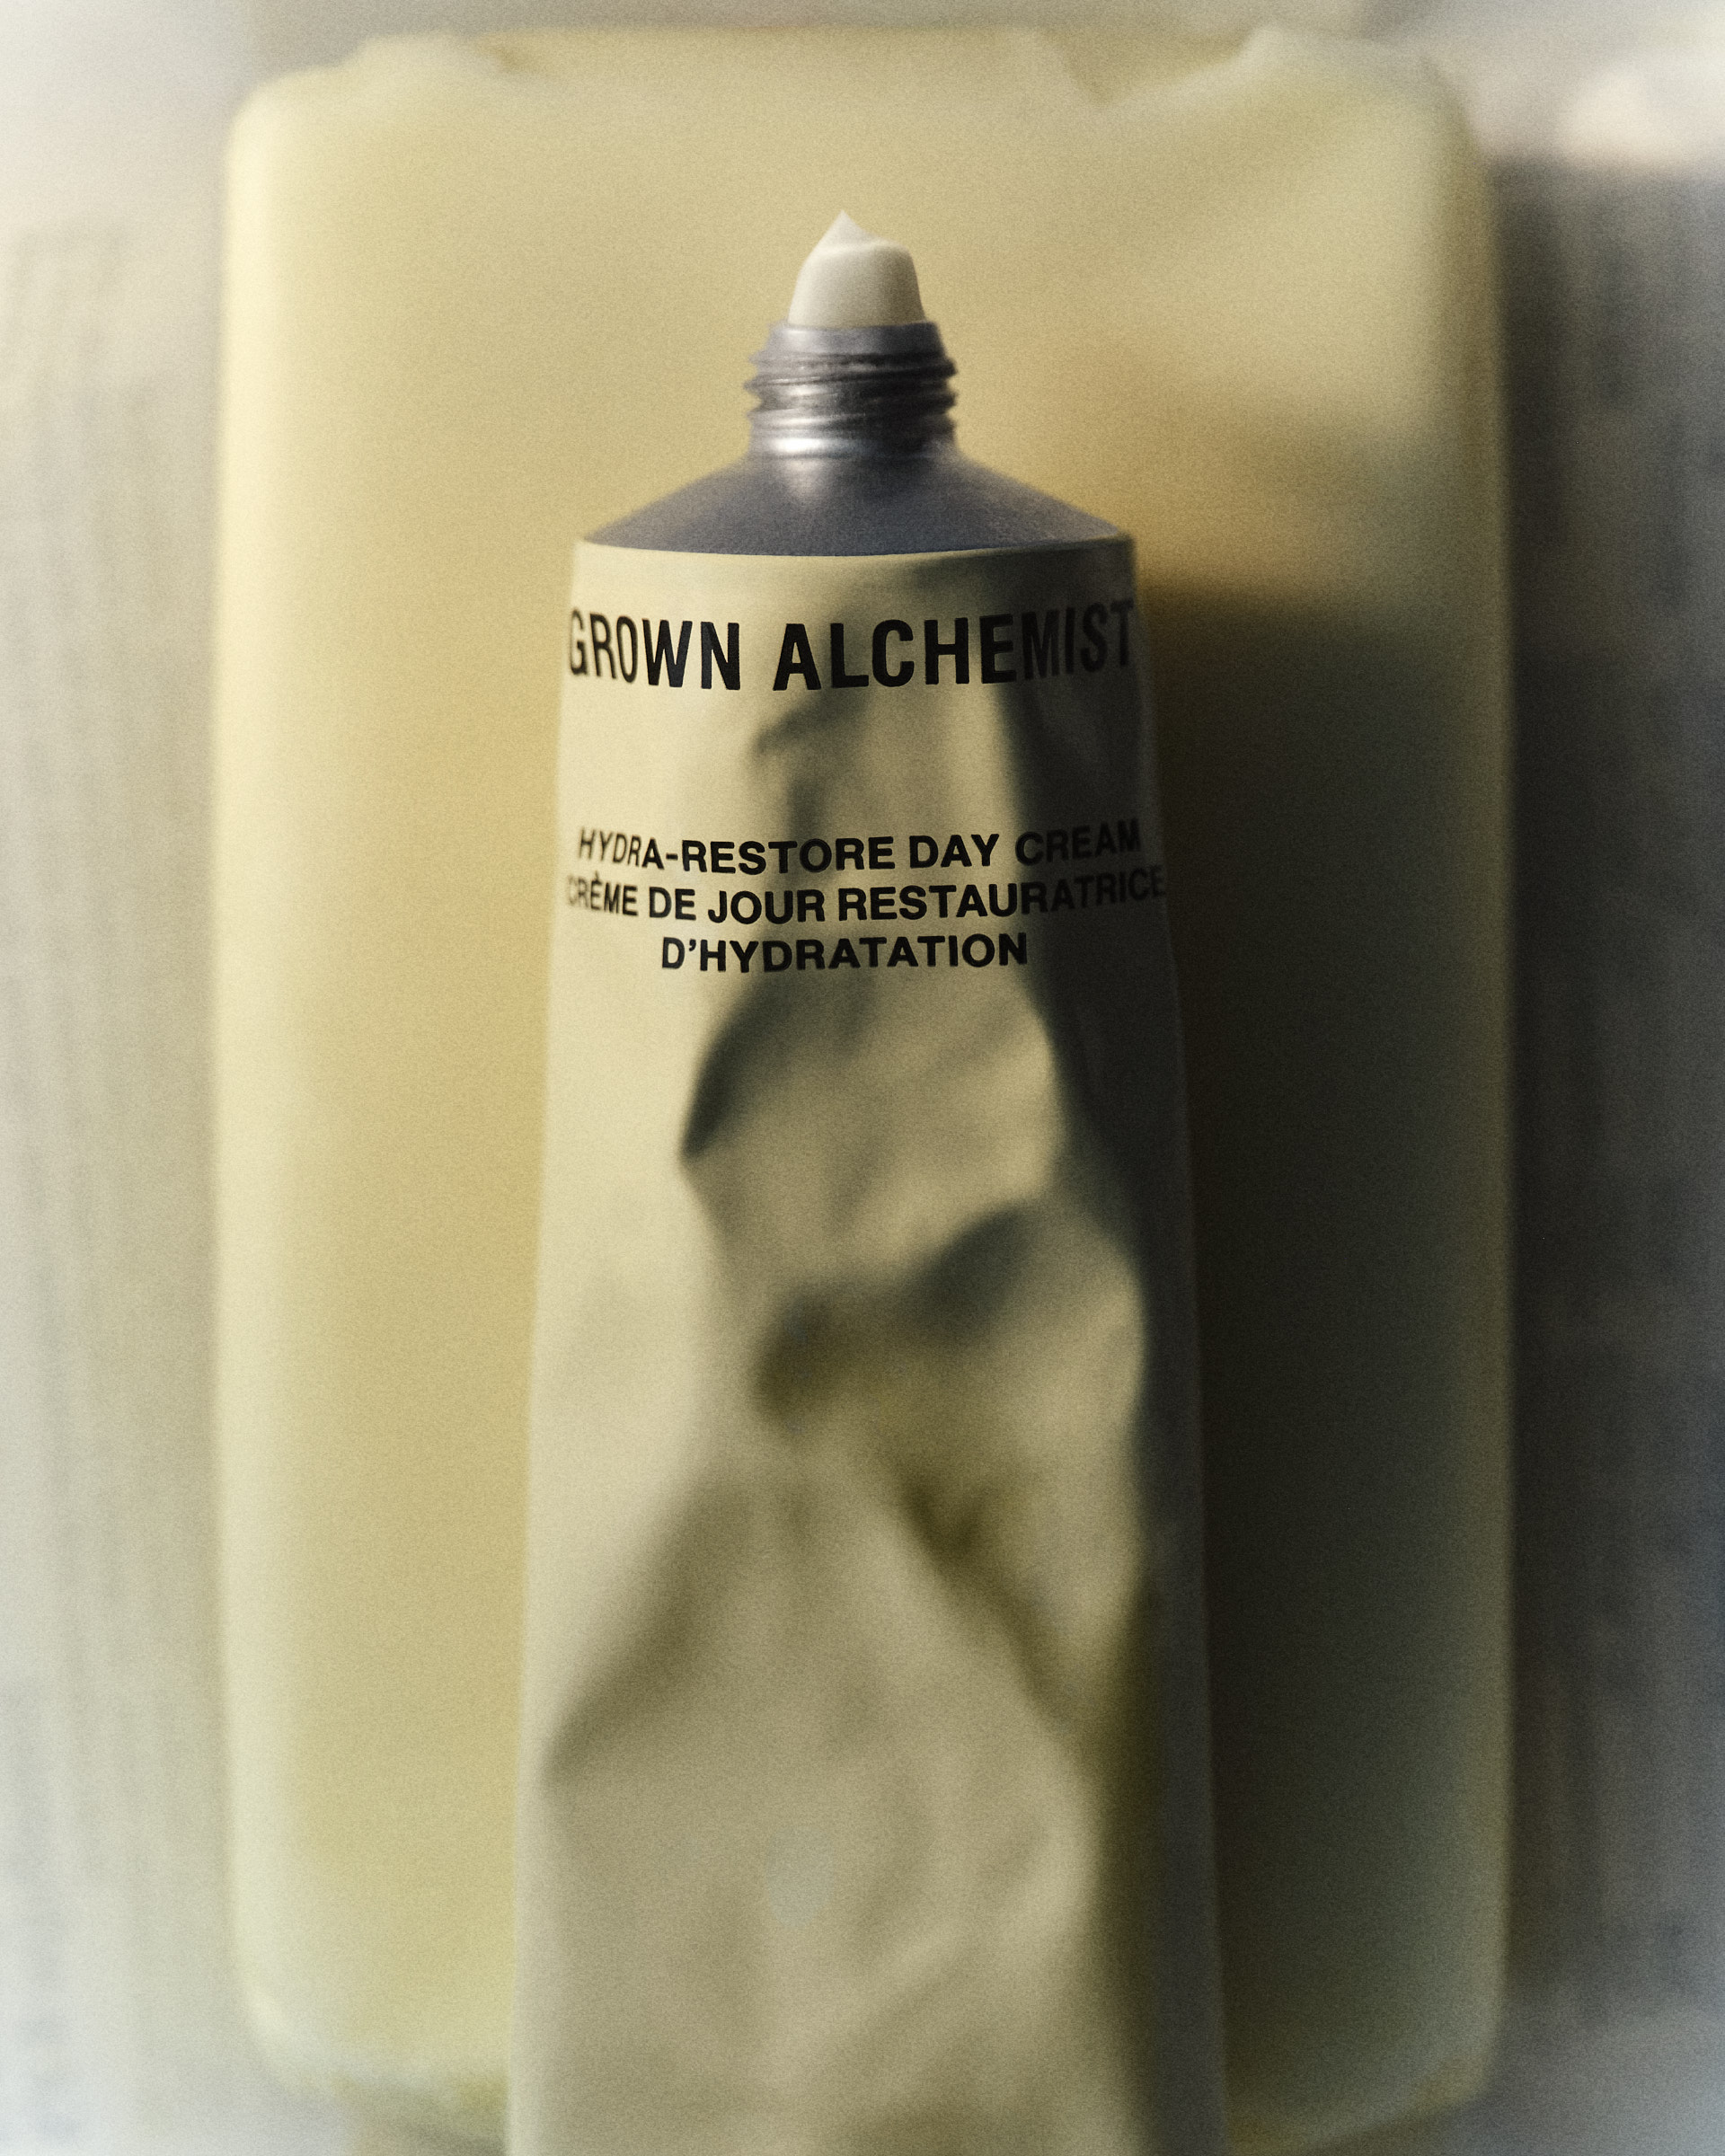 GROWN ALCHEMIST
HYDRA-RESTORE DAY CREAM
CRÈME DE JOUR RESTAURATRICE
D'HYDRATATION